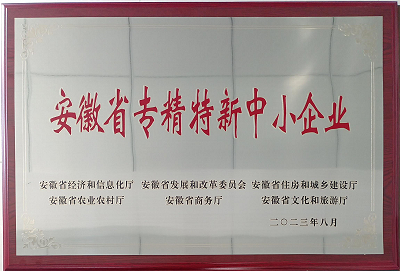 安徽省专精特新中小企业
安徽省经济和信息化厅 安徽省发展和改革委员会 安徽省住房和城乡建设厅
安徽省农业农村厅 安徽省商务厅 安徽省文化和旅游厅
二〇二三年八月